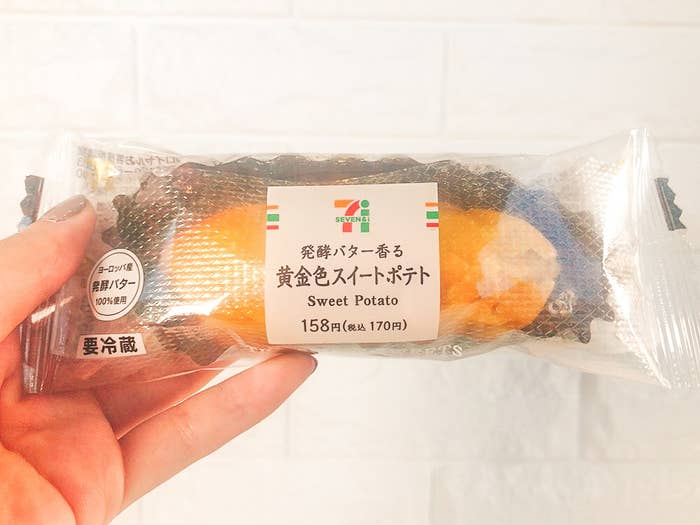 SEVEN&i
発酵バター香る
黄金色スイートポテト
Sweet Potato
158円(税込 170円)
ヨーロッパ産
発酵バター
100%使用
要冷蔵